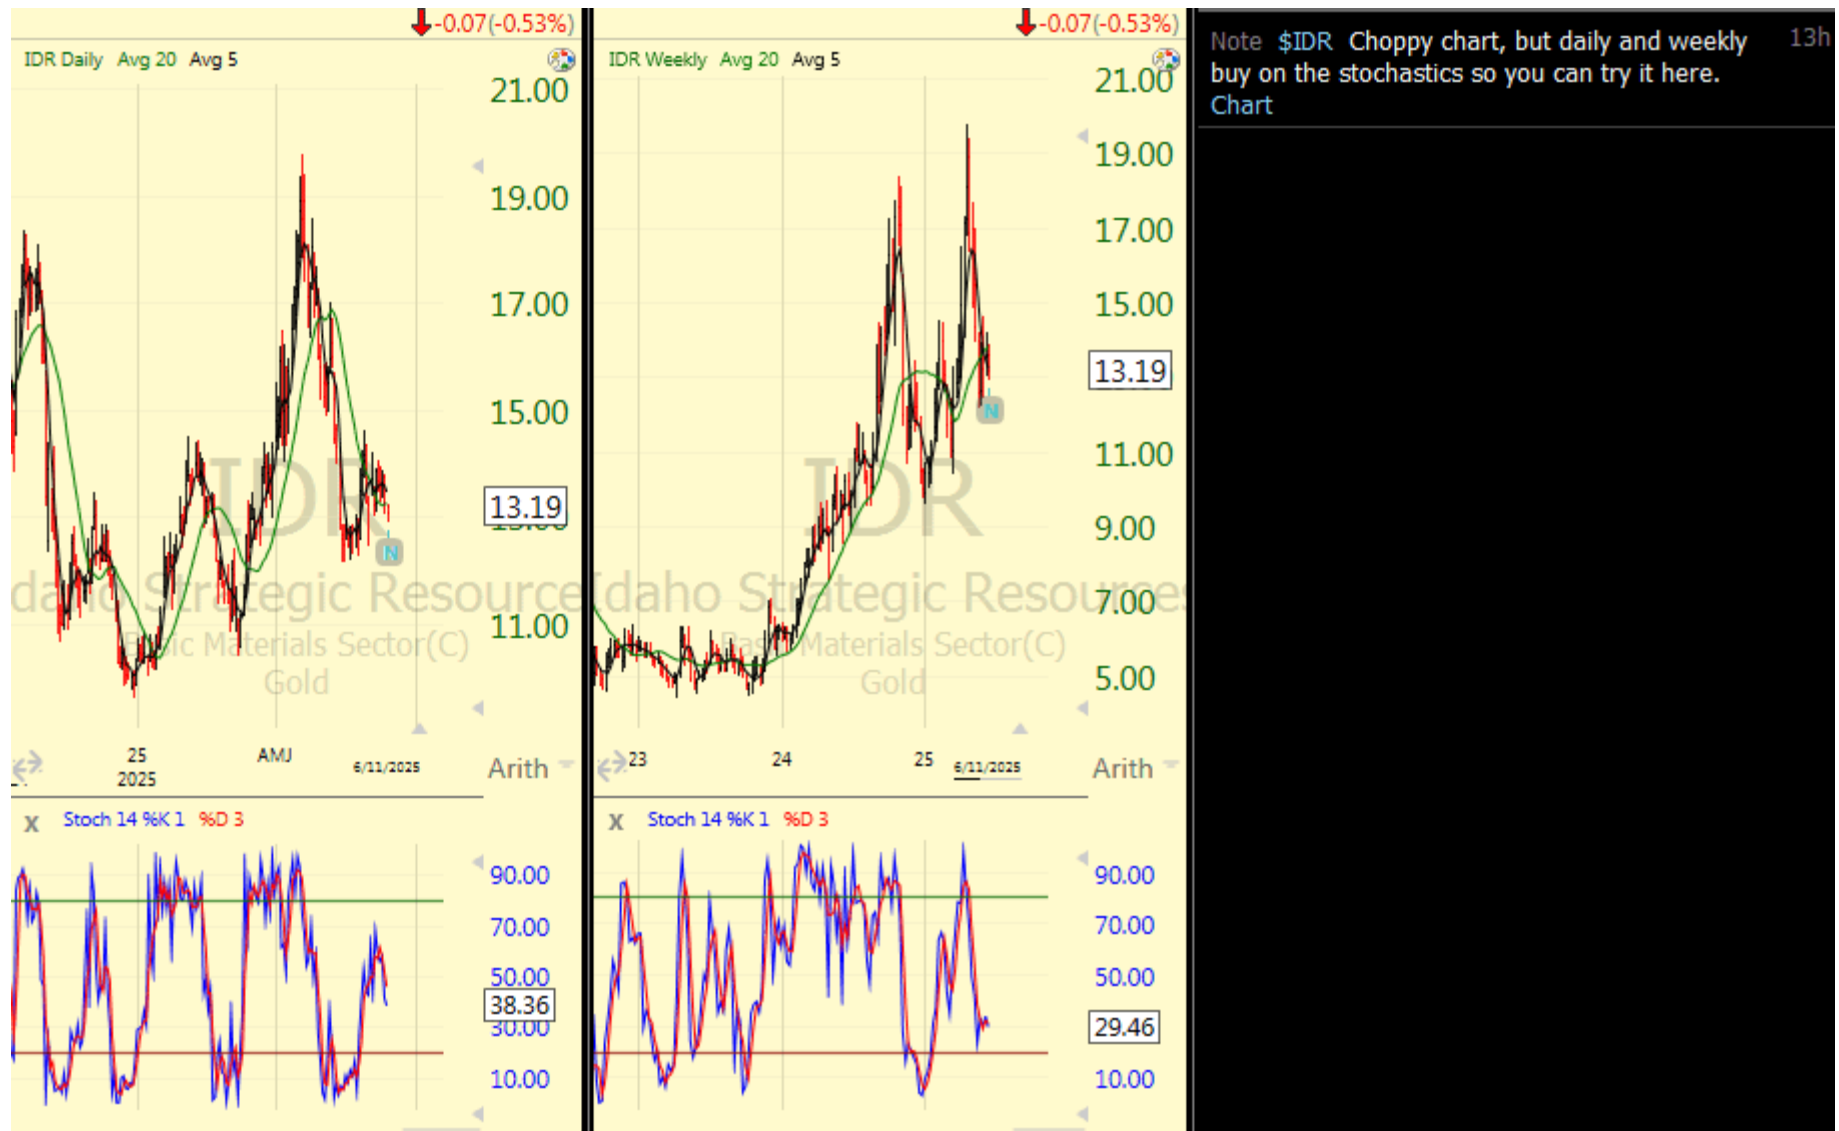 -0.07(-0.53%)
IDR Daily Avg 20 Avg 5
21.00
19.00
17.00
15.00
13.19
11.00
IDR
Strategic Resource
Basic Materials Sector(C)
Gold
N
25
2025
AMJ
6/11/2025
Arith
X Stoch 14 %K 1 %D 3
90.00
70.00
50.00
38.36
30.00
10.00
-0.07(-0.53%)
IDR Weekly Avg 20 Avg 5
21.00
19.00
17.00
15.00
13.19
11.00
9.00
7.00
5.00
IDR
Idaho Strategic Resources
Basic Materials Sector(C)
Gold
N
23
24
25
6/11/2025
Arith
X Stoch 14 %K 1 %D 3
90.00
70.00
50.00
29.46
10.00
Note $IDR Choppy chart, but daily and weekly 13h
buy on the stochastics so you can try it here.
Chart